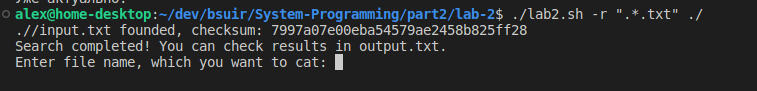 alex@home-desktop:~/dev/bsuir/System-Programming/part2/lab-2$ ./lab2.sh -r ".*.txt" ./
.//input.txt founded, checksum: 7997a07e00eba54579ae2458b825ff28
Search completed! You can check results in output.txt.
Enter file name, which you want to cat: